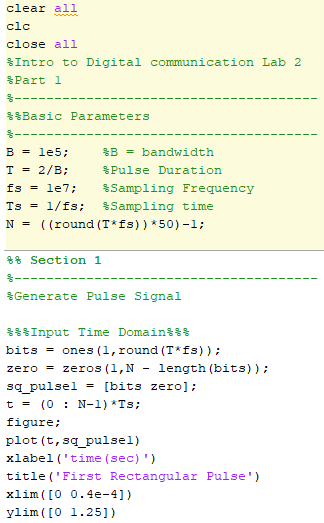 clear all
clc
close all
%Intro to Digital communication Lab 2
%Part 1
%--------------------------------------
%%Basic Parameters
%--------------------------------------
B = 1e5;    %B = bandwidth
T = 2/B;    %Pulse Duration
fs = 1e7;   %Sampling Frequency
Ts = 1/fs;  %Sampling time
N = ((round(T*fs))*50)-1;
%% Section 1
%--------------------------------------
%Generate Pulse Signal
%%%Input Time Domain%%%
bits = ones(1,round(T*fs));
zero = zeros(1,N - length(bits));
sq_pulse1 = [bits zero];
t = (0 : N-1)*Ts;
figure;
plot(t,sq_pulse1)
xlabel('time(sec)')
title('First Rectangular Pulse')
xlim([0 0.4e-4])
ylim([0 1.25])